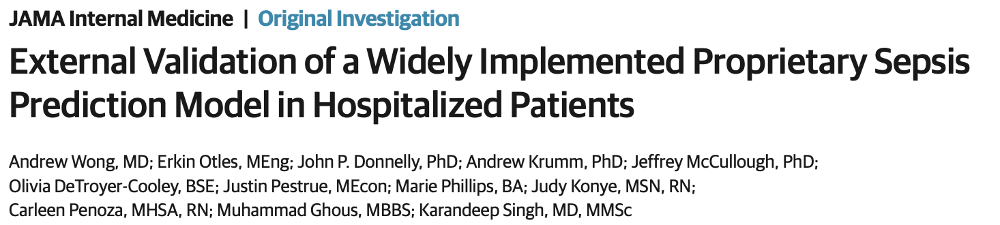 JAMA Internal Medicine | Original Investigation
External Validation of a Widely Implemented Proprietary Sepsis
Prediction Model in Hospitalized Patients
Andrew Wong, MD; Erkin Otles, MEng; John P. Donnelly, PhD; Andrew Krumm, PhD; Jeffrey McCullough, PhD;
Olivia DeTroyer-Cooley, BSE; Justin Pestrue, MEcon; Marie Phillips, BA; Judy Konye, MSN, RN;
Carleen Penoza, MHSA, RN; Muhammad Ghous, MBBS; Karandeep Singh, MD, MMSc